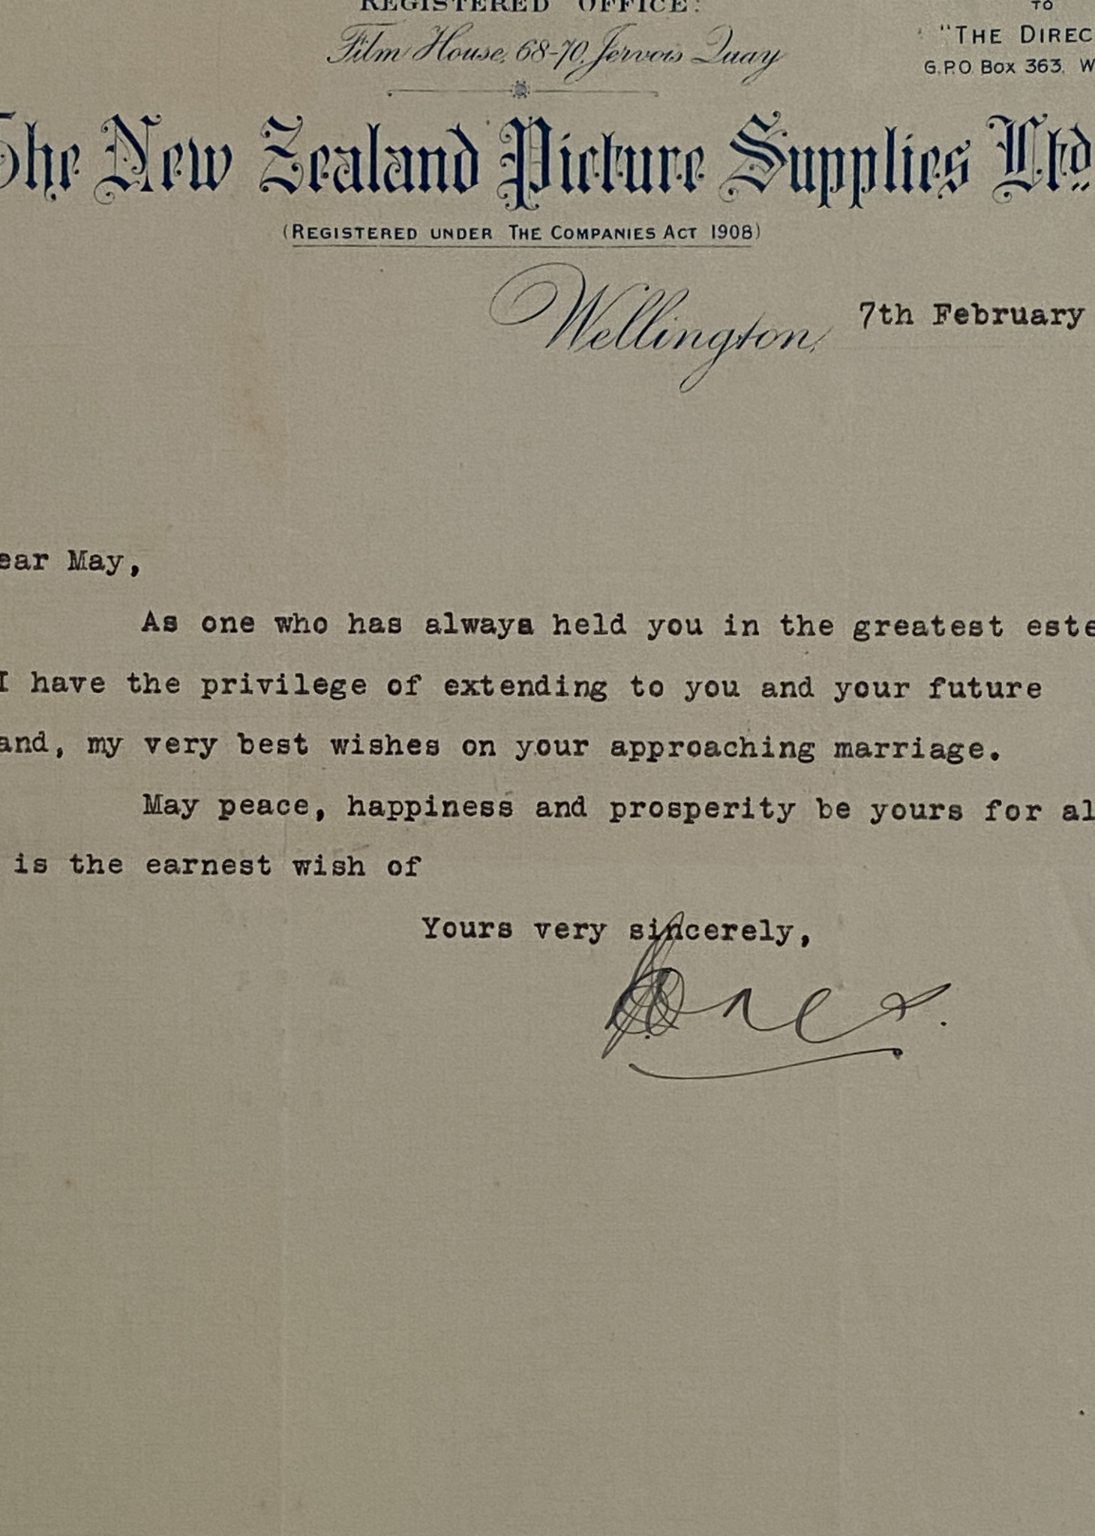 REGISTERED OFFICE:
Film House, 68-70, Jervois Quay
TO
"THE DIREC
G.P.O. BOX 363, W
The New Zealand Picture Supplies Ltd.
(REGISTERED UNDER THE COMPANIES ACT 1908)
Wellington, 7th February
ear May,
As one who has always held you in the greatest este
I have the privilege of extending to you and your future
and, my very best wishes on your approaching marriage.
May peace, happiness and prosperity be yours for al
is the earnest wish of
Yours very sincerely,